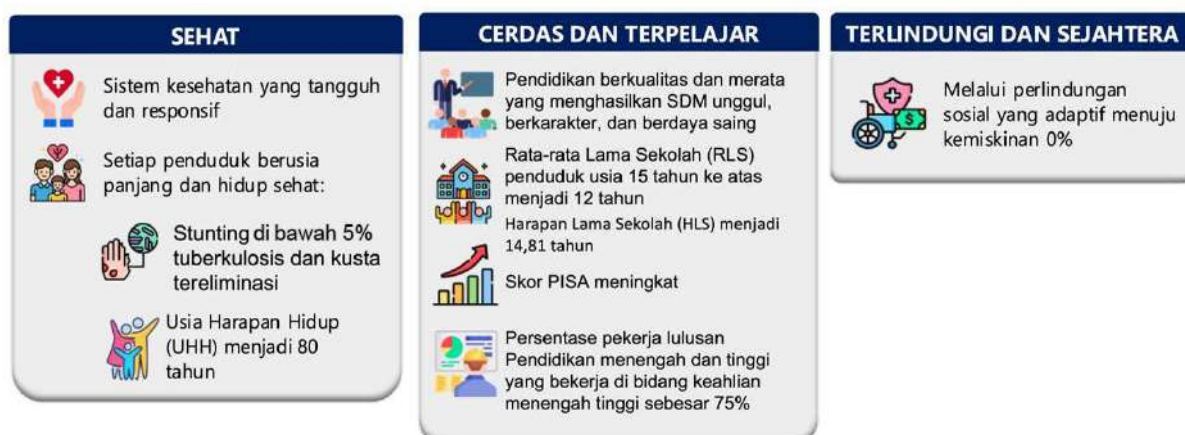 SEHAT
Sistem kesehatan yang tangguh
dan responsif
Setiap penduduk berusia
panjang dan hidup sehat:
Stunting di bawah 5%
tuberkulosis dan kusta
tereliminasi
Usia Harapan Hidup
(UHH) menjadi 80
tahun
CERDAS DAN TERPELAJAR
Pendidikan berkualitas dan merata
yang menghasilkan SDM unggul,
berkarakter, dan berdaya saing
Rata-rata Lama Sekolah (RLS)
penduduk usia 15 tahun ke atas
menjadi 12 tahun
Harapan Lama Sekolah (HLS) menjadi
14,81 tahun
Skor PISA meningkat
Persentase pekerja lulusan
Pendidikan menengah dan tinggi
yang bekerja di bidang keahlian
menengah tinggi sebesar 75%
TERLINDUNGI DAN SEJAHTERA
Melalui perlindungan
sosial yang adaptif menuju
kemiskinan 0%